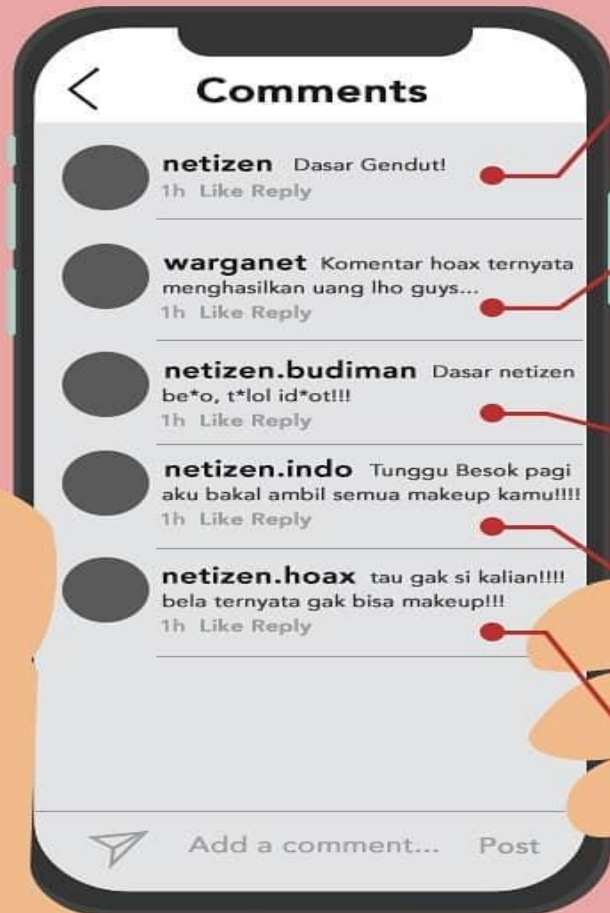 Comments
netizen Dasar Gendut!
1h Like Reply
warganet Komentar hoax ternyata
menghasilkan uang lho guys...
1h Like Reply
netizen.budiman Dasar netizen
be*o, t*lol id*ot!!!
1h Like Reply
netizen.indo Tunggu Besok pagi
aku bakal ambil semua makeup kamu!!!!
1h Like Reply
netizen.hoax tau gak si kalian!!!!
bela ternyata gak bisa makeup!!!
1h Like Reply
Add a comment... Post